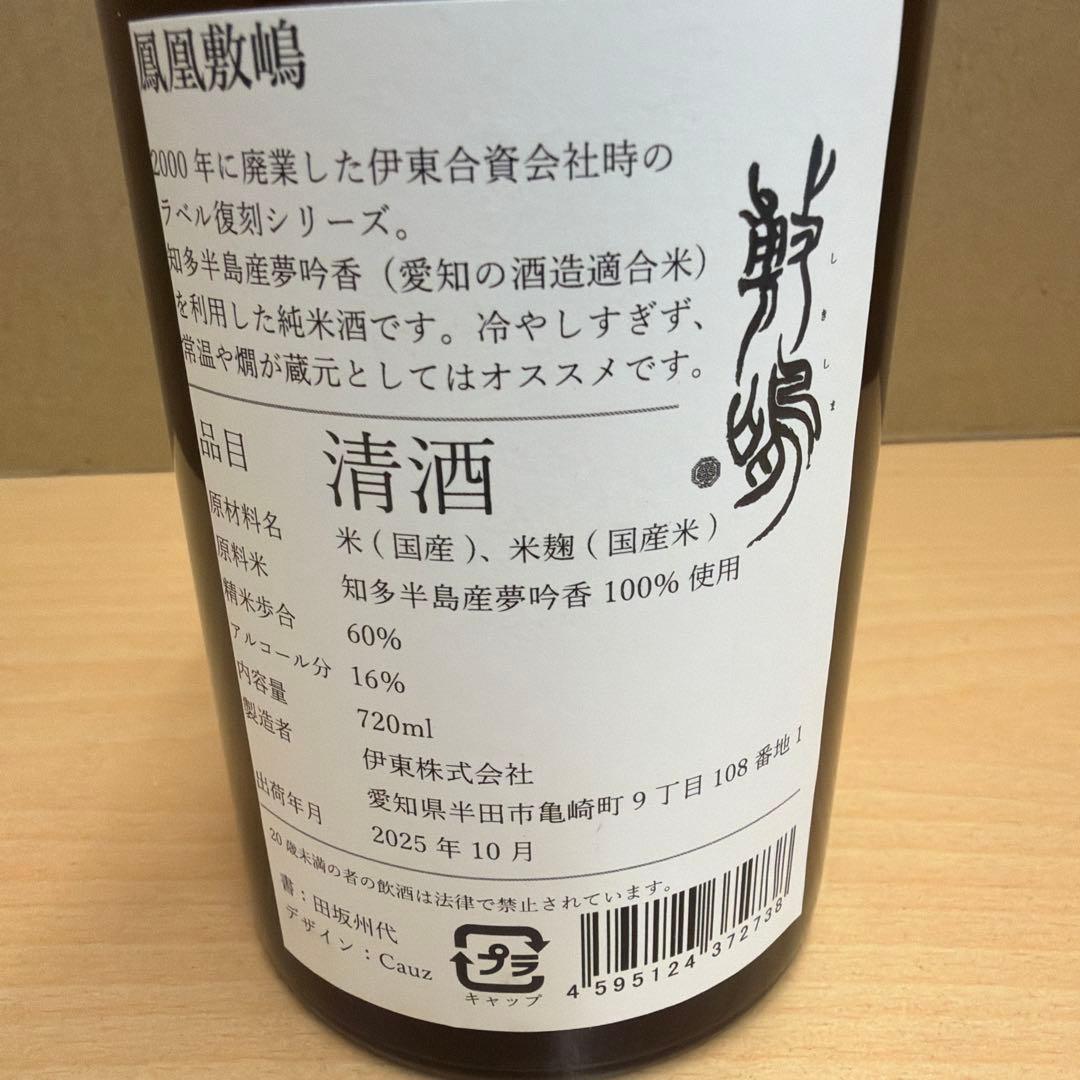 鳳凰敷嶋
2000年に廃業した伊東合資会社時の
ラベル復刻シリーズ。
知多半島産夢吟香（愛知の酒造適合米）
を利用した純米酒です。冷やしすぎず、
常温や燗が蔵元としてはオススメです。
敷嶋
しきしま
品目 清酒
原材料名 米(国産)、米麹(国産米)
原料米 知多半島産夢吟香100%使用
精米歩合 60%
アルコール分 16%
内容量 720ml
製造者 伊東株式会社
愛知県半田市亀崎町9丁目108番地1
出荷年月 2025年10月
20歳未満の者の飲酒は法律で禁止されています。
書：田坂州代
デザイン：Cauz
プラ
キャップ
4 595124 372738